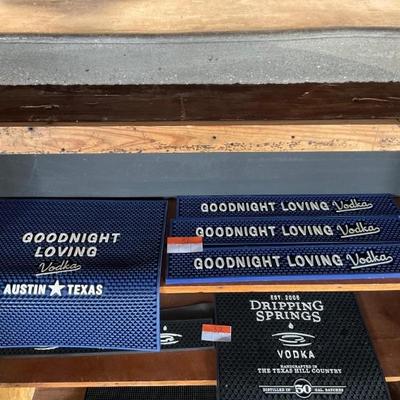 GOODNIGHT
LOVING
Vodka
AUSTIN ★ TEXAS
GOODNIGHT LOVING Vodka
GOODNIGHT LOVING Vodka
GOODNIGHT LOVING Vodka
EST. 2005
DRIPPING
SPRINGS
VODKA
HANDCRAFTED IN
THE TEXAS HILL COUNTRY
DISTILLED IN 50 GAL. BATCHES